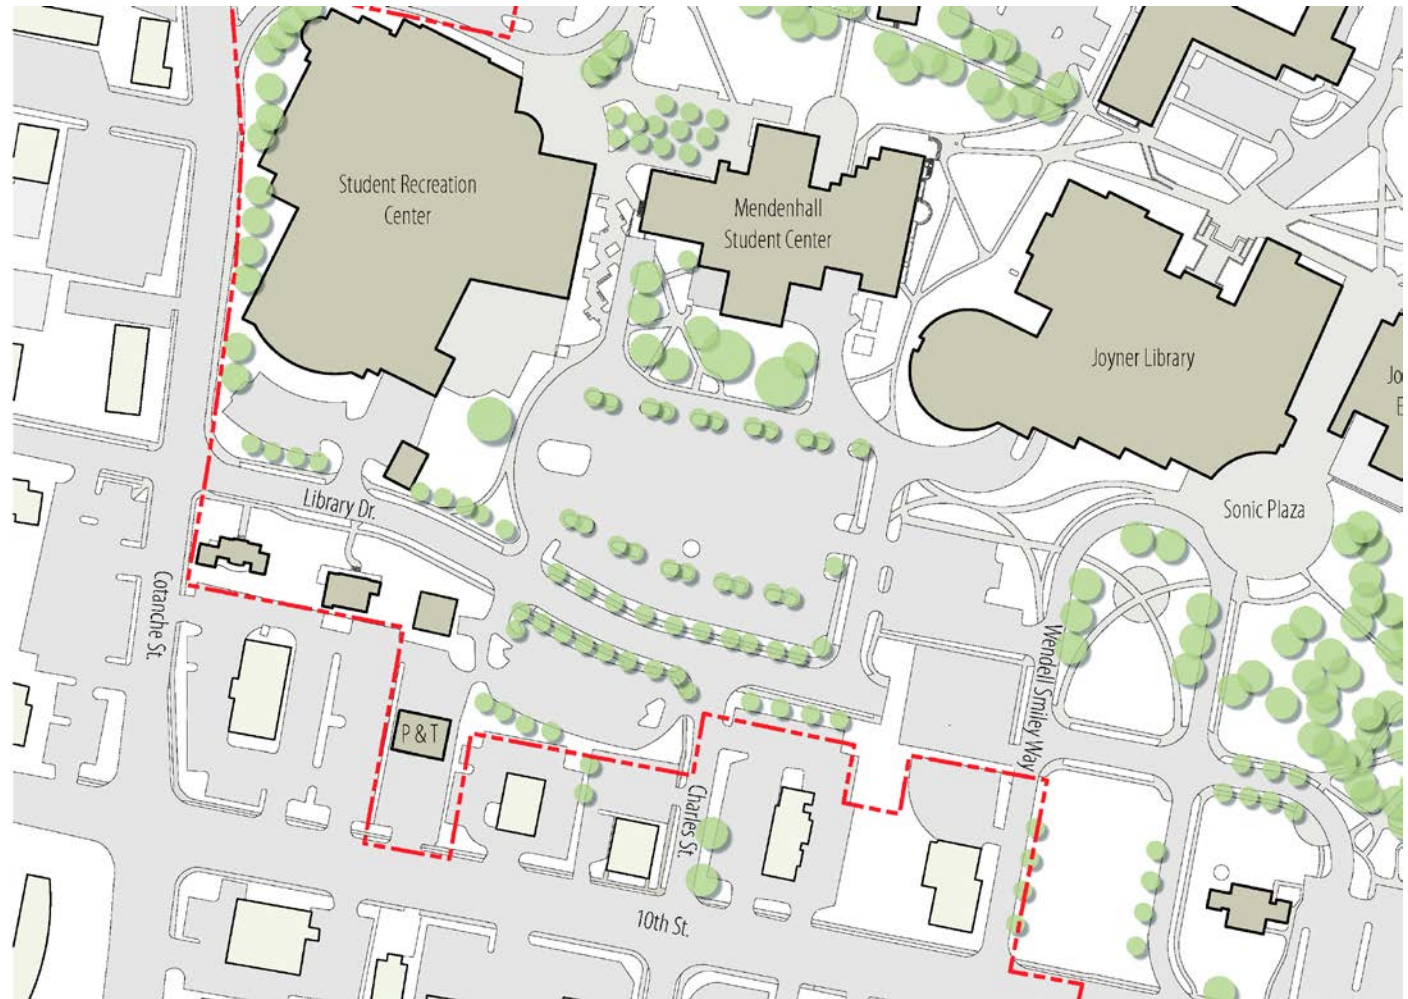 Student Recreation
Center
Mendenhall
Student Center
Joyner Library
Jo
E
Sonic Plaza
Library Dr.
Cotanche St.
Wendell Smiley Way
P & T
Charles St.
10th St.